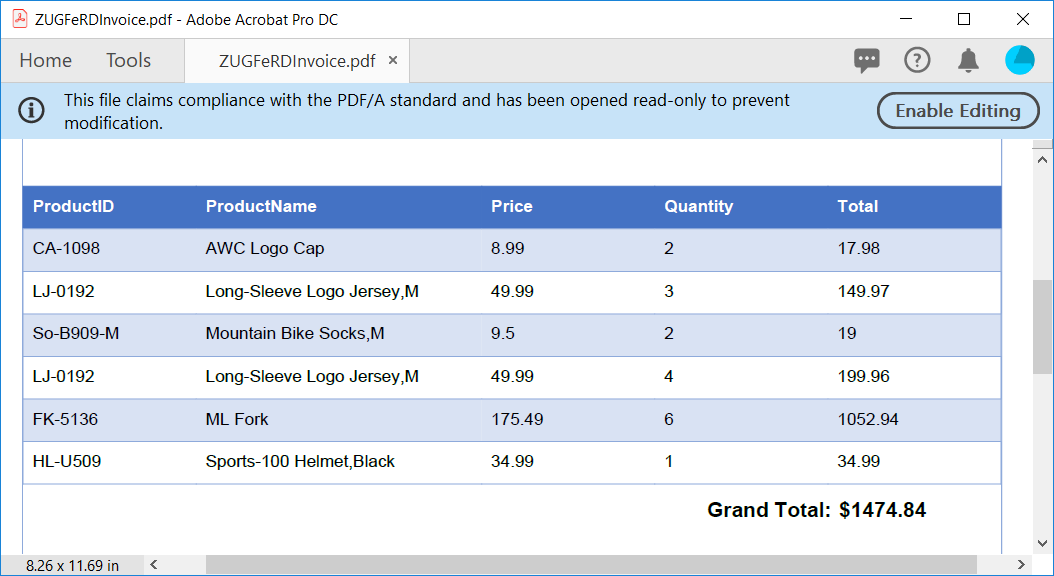 ZUGFeRDInvoice.pdf - Adobe Acrobat Pro DC
Home Tools ZUGFeRDInvoice.pdf
This file claims compliance with the PDF/A standard and has been opened read-only to prevent
modification.
Enable Editing
ProductID ProductName Price Quantity Total
CA-1098 AWC Logo Cap 8.99 2 17.98
LJ-0192 Long-Sleeve Logo Jersey,M 49.99 3 149.97
So-B909-M Mountain Bike Socks,M 9.5 2 19
LJ-0192 Long-Sleeve Logo Jersey,M 49.99 4 199.96
FK-5136 ML Fork 175.49 6 1052.94
HL-U509 Sports-100 Helmet,Black 34.99 1 34.99
Grand Total: $1474.84
8.26 x 11.69 in